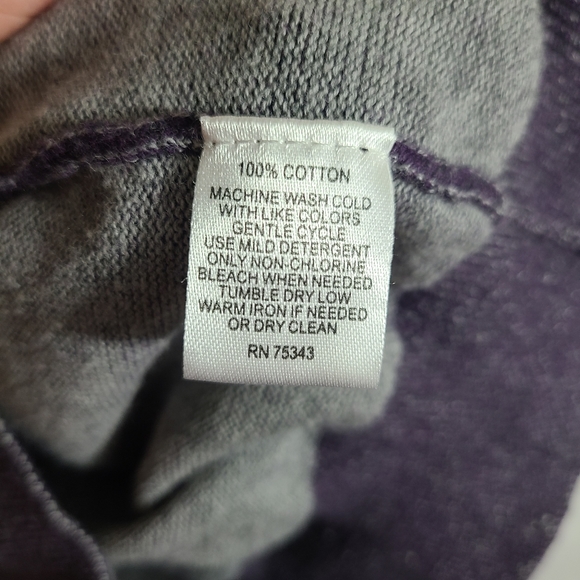 100% COTTON
MACHINE WASH COLD
WITH LIKE COLORS
GENTLE CYCLE
USE MILD DETERGENT
ONLY NON-CHLORINE
BLEACH WHEN NEEDED
TUMBLE DRY LOW
WARM IRON IF NEEDED
OR DRY CLEAN
RN 75343